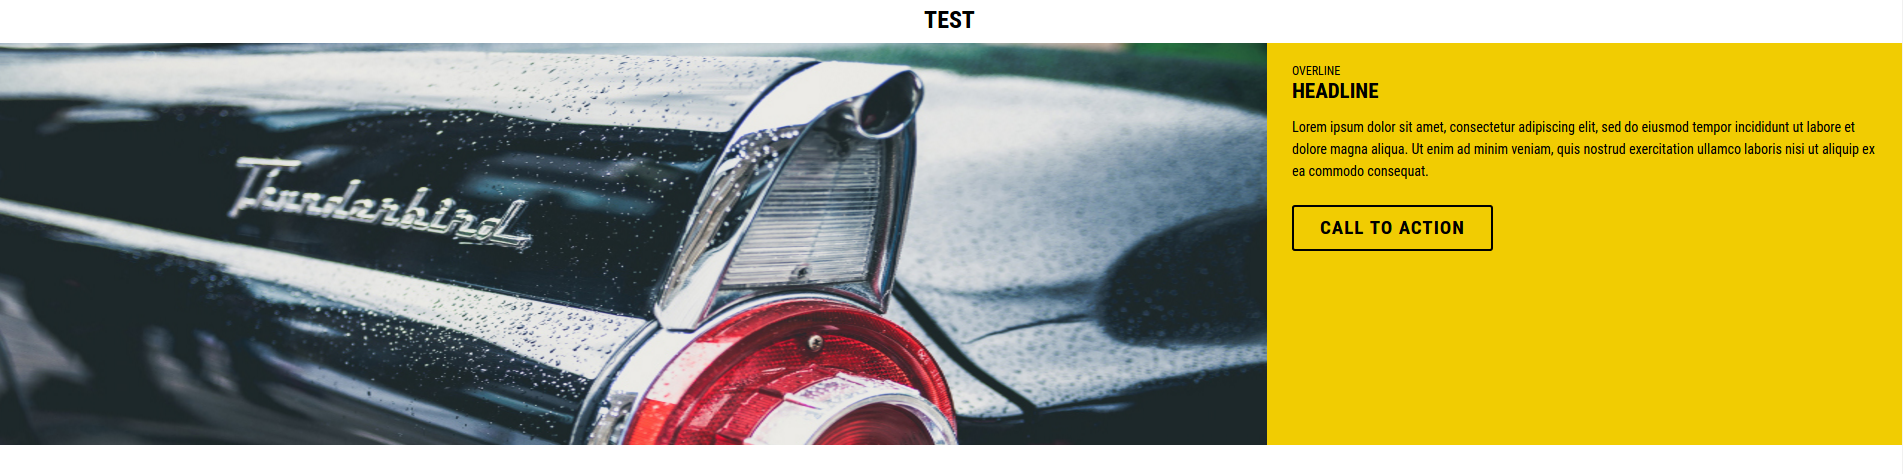 TEST
Thunderbird
OVERLINE
HEADLINE
Lorem ipsum dolor sit amet, consectetur adipiscing elit, sed do eiusmod tempor incididunt ut labore et
dolore magna aliqua. Ut enim ad minim veniam, quis nostrud exercitation ullamco laboris nisi ut aliquip ex
ea commodo consequat.
CALL TO ACTION